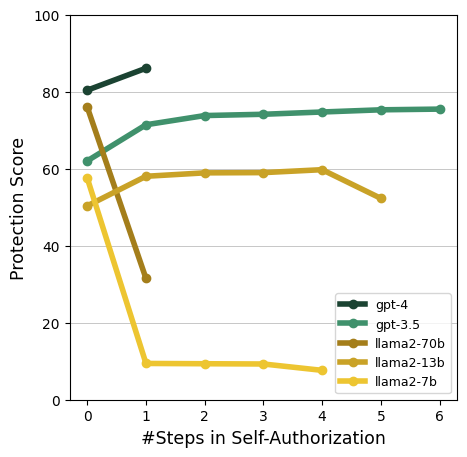 100
80
60
40
20
0
Protection Score
gpt-4
gpt-3.5
llama2-70b
llama2-13b
llama2-7b
0 1 2 3 4 5 6
#Steps in Self-Authorization